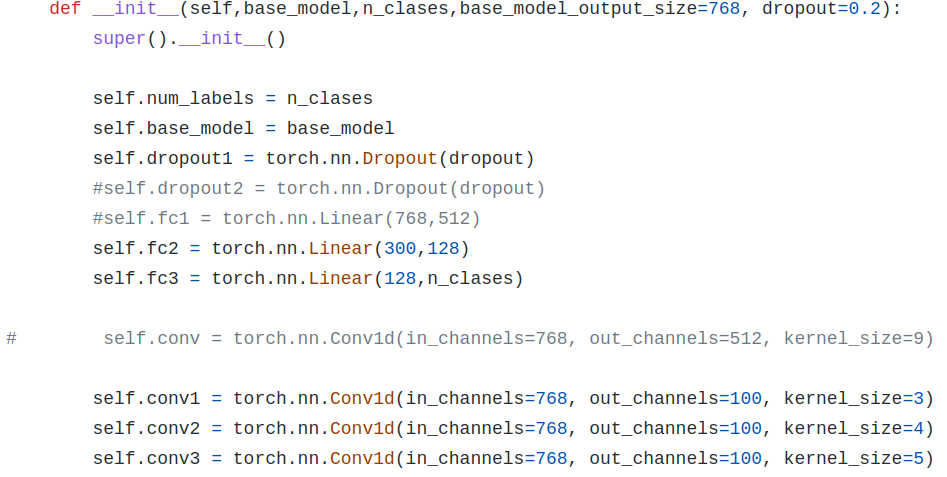 def __init__(self,base_model,n_clases,base_model_output_size=768, dropout=0.2):
super().__init__()
self.num_labels = n_clases
self.base_model = base_model
self.dropout1 = torch.nn.Dropout(dropout)
#self.dropout2 = torch.nn.Dropout(dropout)
#self.fc1 = torch.nn.Linear(768,512)
self.fc2 = torch.nn.Linear(300,128)
self.fc3 = torch.nn.Linear(128,n_clases)
#        self.conv = torch.nn.Conv1d(in_channels=768, out_channels=512, kernel_size=9)
self.conv1 = torch.nn.Conv1d(in_channels=768, out_channels=100, kernel_size=3)
self.conv2 = torch.nn.Conv1d(in_channels=768, out_channels=100, kernel_size=4)
self.conv3 = torch.nn.Conv1d(in_channels=768, out_channels=100, kernel_size=5)